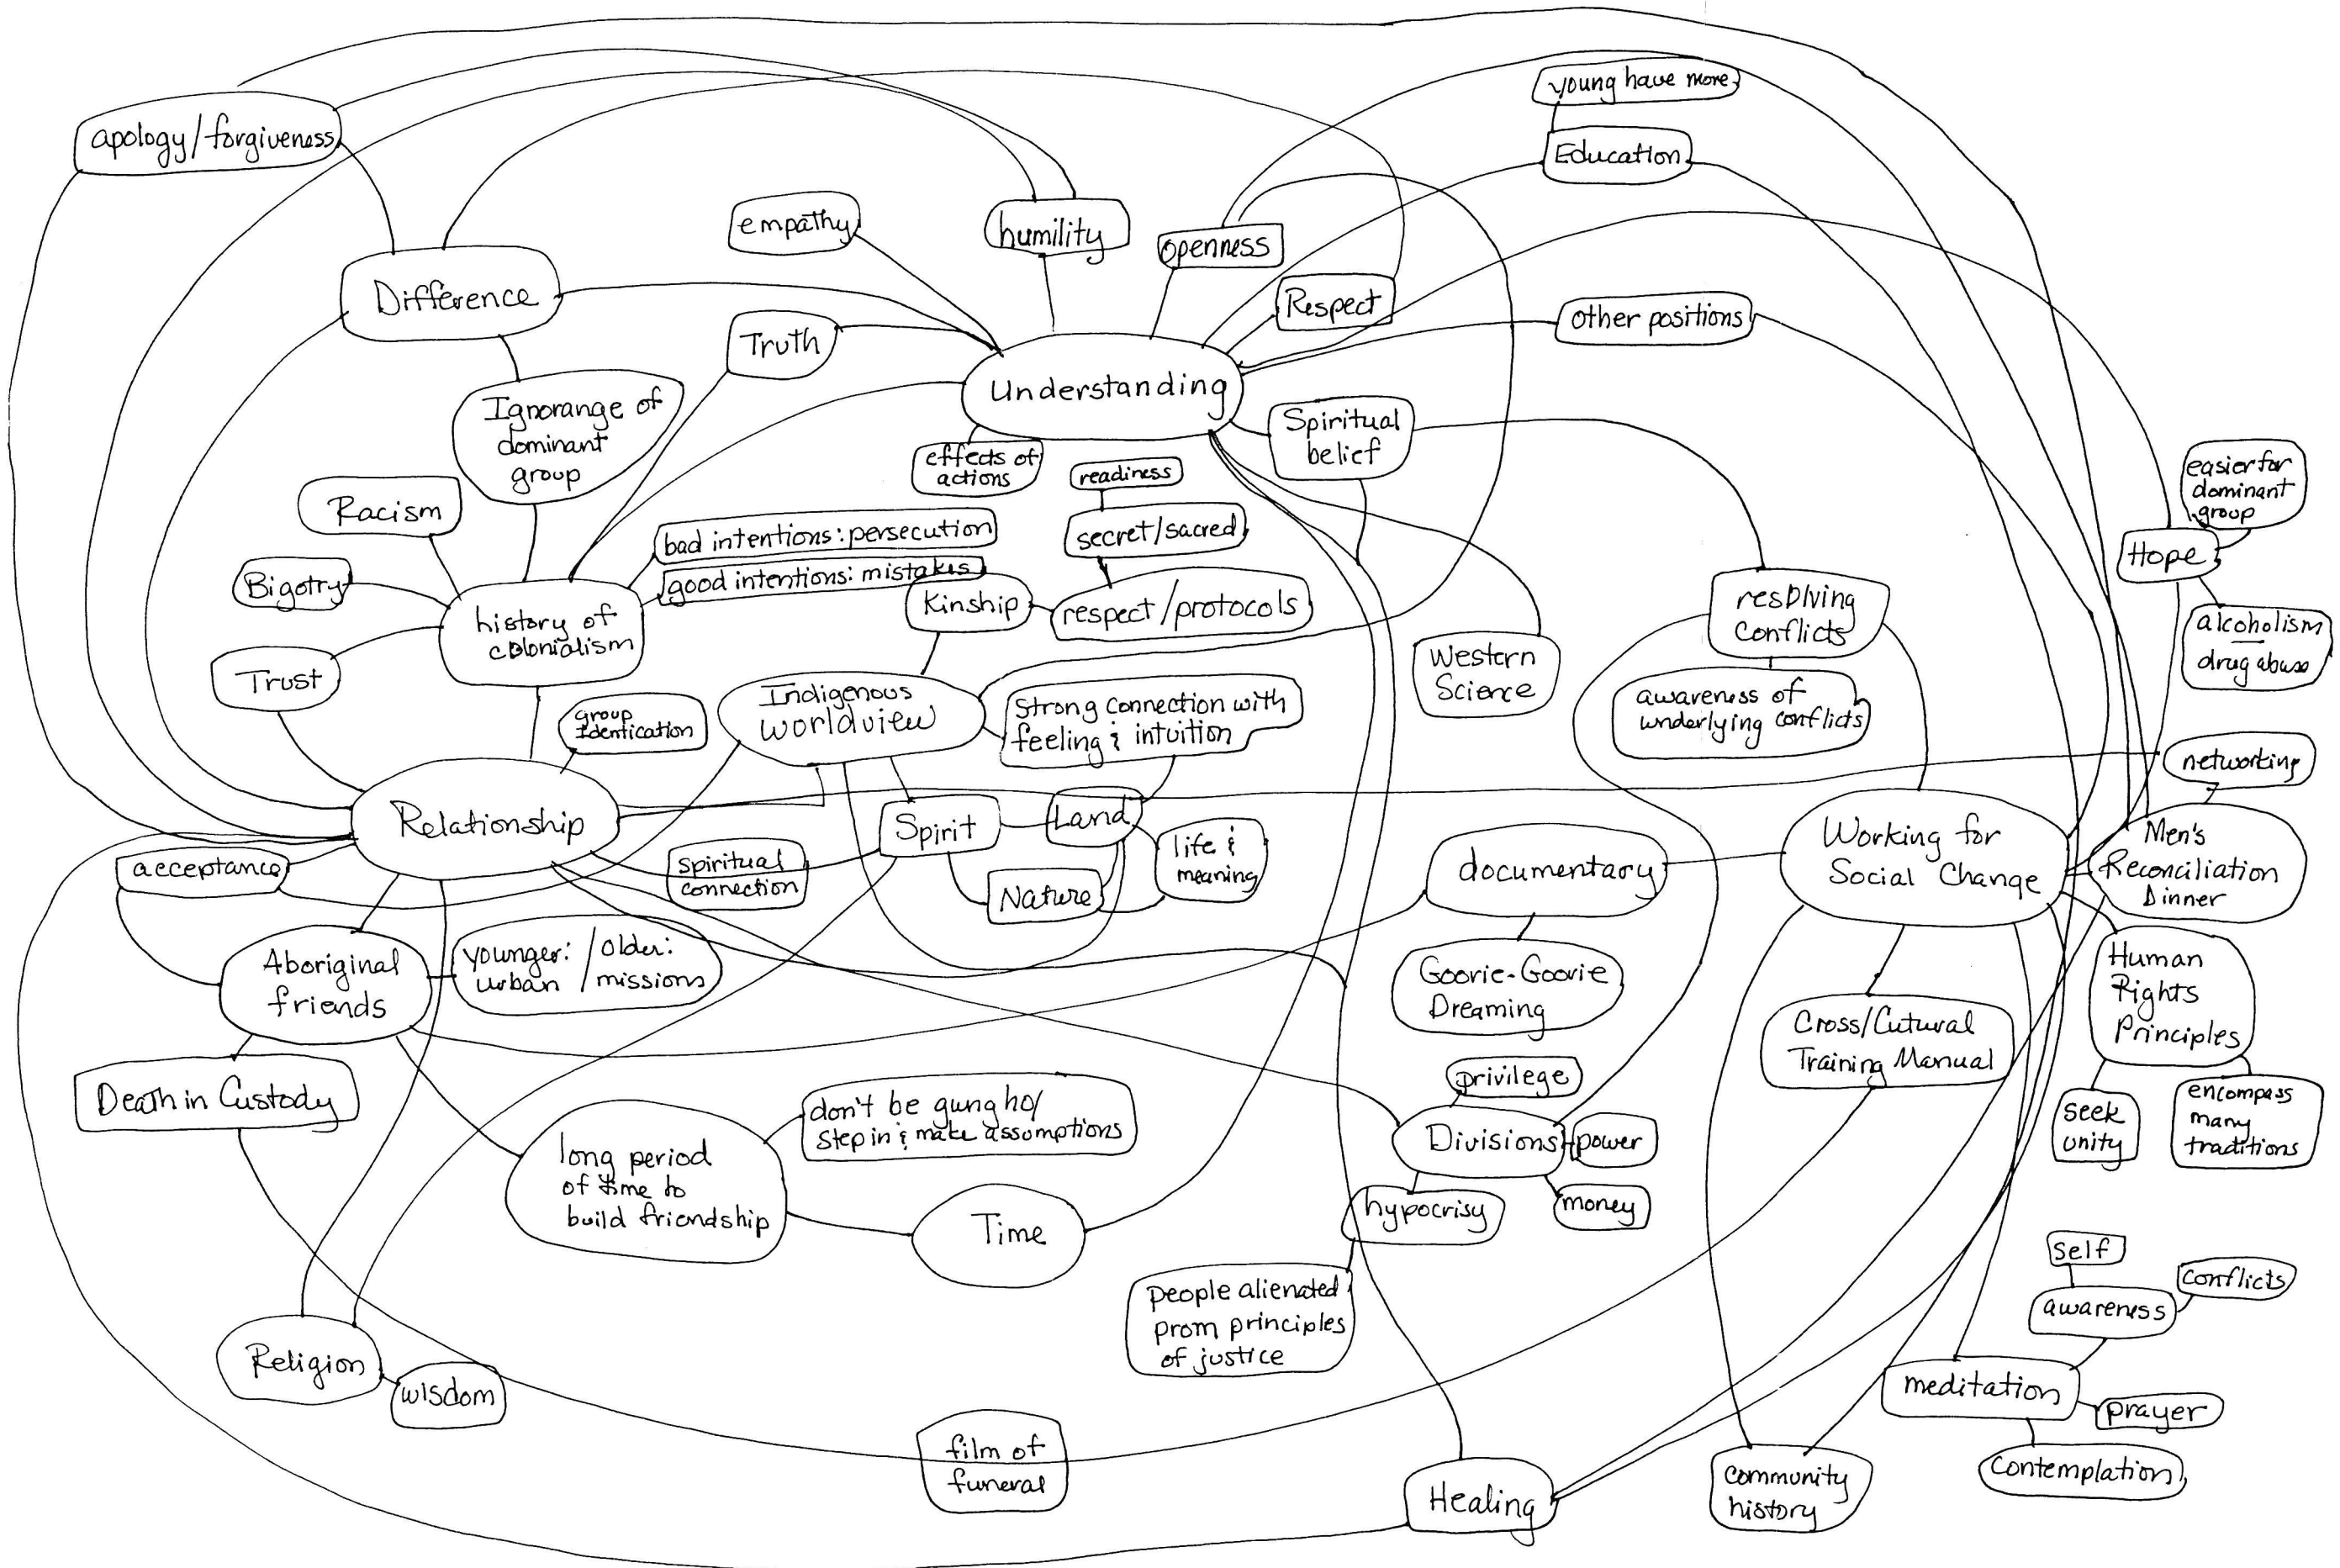 young have more
apology/forgiveness
Education
empathy
humility
openness
Difference
Respect
other positions
Truth
Understanding
Ignorange of
dominant
group
Spiritual
belief
effects of
actions
readiness
easier for
dominant
group
Racism
bad intentions: persecution
secret/sacred
Hope
good intentions: mistakes
Bigotry
Kinship
respect/protocols
history of
colonialism
resolving
conflicts
alcoholism
drug abuse
Trust
Western
Science
group
Identication
Indigenous
worldview
Strong connection with
feeling & intuition
awareness of
underlying conflicts
networking
Relationship
Spirit
Land
life &
meaning
Working for
Social Change
Men's
Reconciliation
Dinner
acceptance
spiritual
connection
Nature
documentary
Aboriginal
friends
younger: / older:
urban / missions
Goorie-Goorie
Dreaming
Human
Rights
Principles
Cross/Cutural
Training Manual
Death in Custody
don't be gung ho/
step in & make assumptions
privilege
Divisions
power
seek
unity
encompass
many
traditions
long period
of time to
build friendship
Time
hypocrisy
money
self
conflicts
people alienated
prom principles
of justice
awareness
Religion
wisdom
meditation
prayer
film of
funeral
Healing
community
history
contemplation